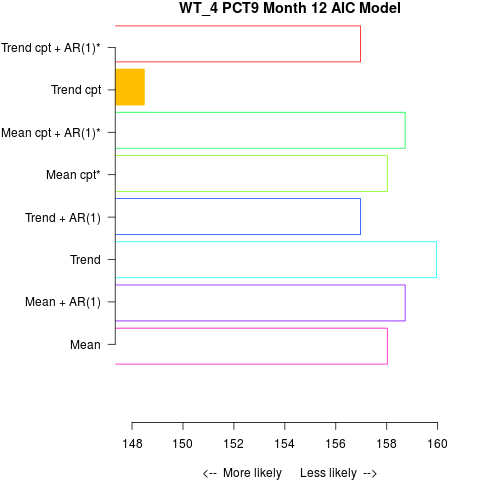 WT_4 PCT9 Month 12 AIC Model
Trend cpt + AR(1)*
Trend cpt
Mean cpt + AR(1)*
Mean cpt*
Trend + AR(1)
Trend
Mean + AR(1)
Mean
148 150 152 154 156 158 160
<-- More likely Less likely -->